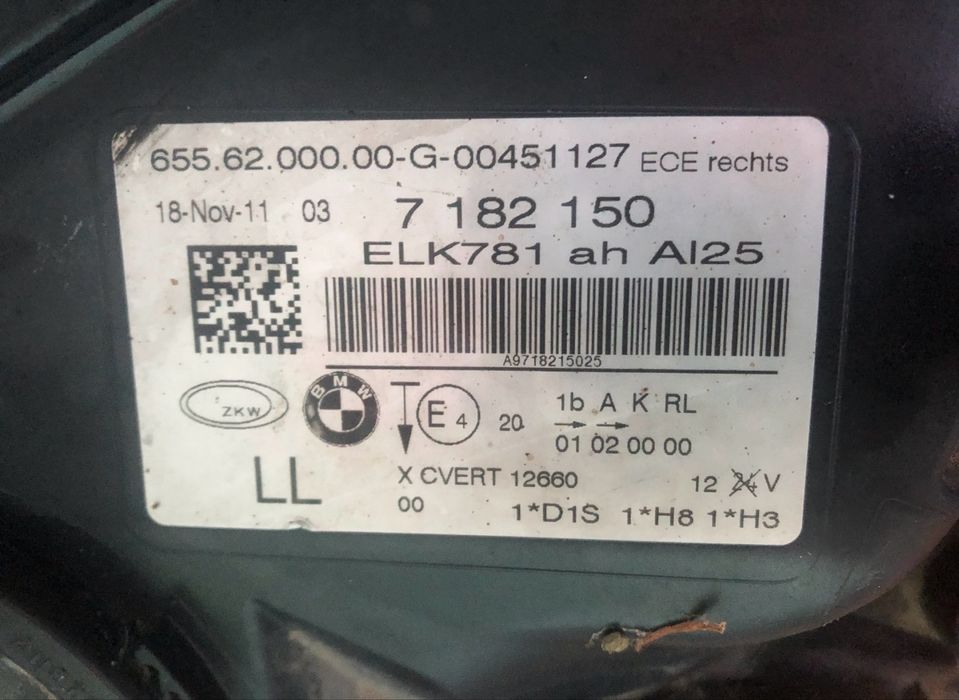 655.62.000.00-G-00451127 ECE rechts
18-Nov-11 03 7 182 150
ELK781 ah AI25
A9718215025
ZKW BMW E 4 20 1b A K RL
01 02 00 00
LL X CVERT 12660 12 24 V
00 1*D1S 1*H8 1*H3